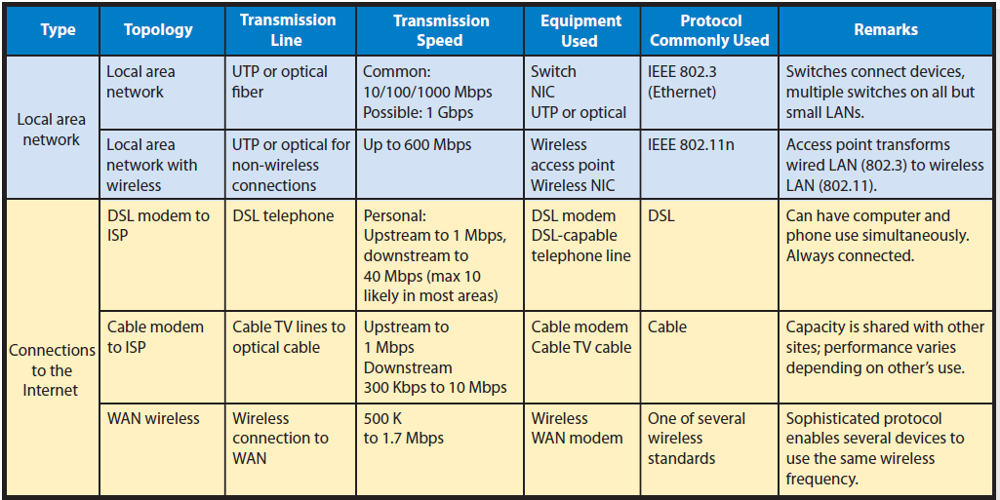 Type
Topology
Transmission
Line
Transmission
Speed
Equipment
Used
Protocol
Commonly Used
Remarks
Local area
network
Local area
network
UTP or optical
fiber
Common:
10/100/1000 Mbps
Possible: 1 Gbps
Switch
NIC
UTP or optical
IEEE 802.3
(Ethernet)
Switches connect devices,
multiple switches on all but
small LANs.
Local area
network with
wireless
UTP or optical for
non-wireless
connections
Up to 600 Mbps
Wireless
access point
Wireless NIC
IEEE 802.11n
Access point transforms
wired LAN (802.3) to wireless
LAN (802.11).
Connections
to the
Internet
DSL modem to
ISP
DSL telephone
Personal:
Upstream to 1 Mbps,
downstream to
40 Mbps (max 10
likely in most areas)
DSL modem
DSL-capable
telephone line
DSL
Can have computer and
phone use simultaneously.
Always connected.
Cable modem
to ISP
Cable TV lines to
optical cable
Upstream to
1 Mbps
Downstream
300 Kbps to 10 Mbps
Cable modem
Cable TV cable
Cable
Capacity is shared with other
sites; performance varies
depending on other’s use.
WAN wireless
Wireless
connection to
WAN
500 K
to 1.7 Mbps
Wireless
WAN modem
One of several
wireless
standards
Sophisticated protocol
enables several devices to
use the same wireless
frequency.